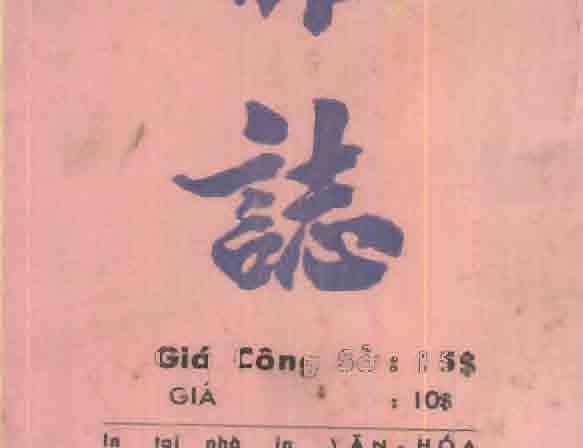 誌
Giá Công Sở : 15$
GIÁ : 10$
In tại nhà in VĂN-HÓA